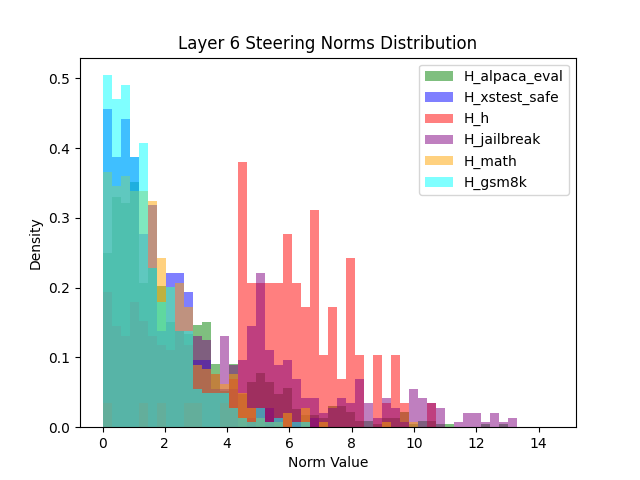 Layer 6 Steering Norms Distribution
H_alpaca_eval
H_xstest_safe
H_h
H_jailbreak
H_math
H_gsm8k
0.5
0.4
0.3
0.2
0.1
0.0
Density
0 2 4 6 8 10 12 14
Norm Value